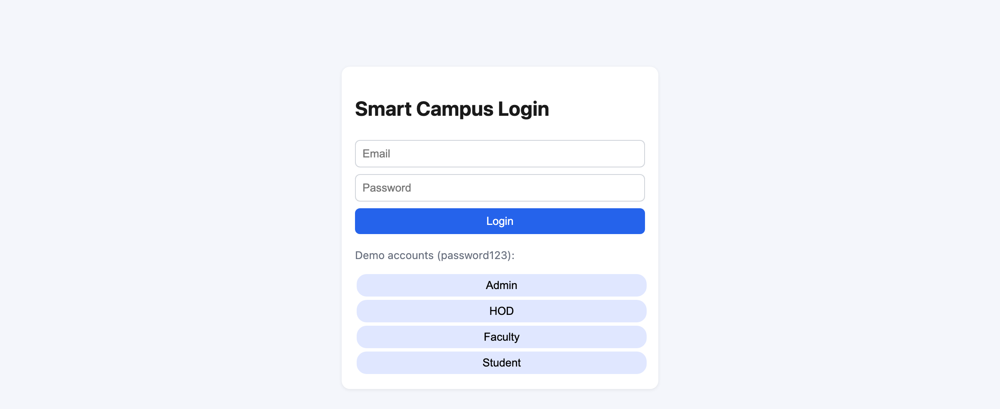 Smart Campus Login
Email
Password
Login
Demo accounts (password123):
Admin
HOD
Faculty
Student